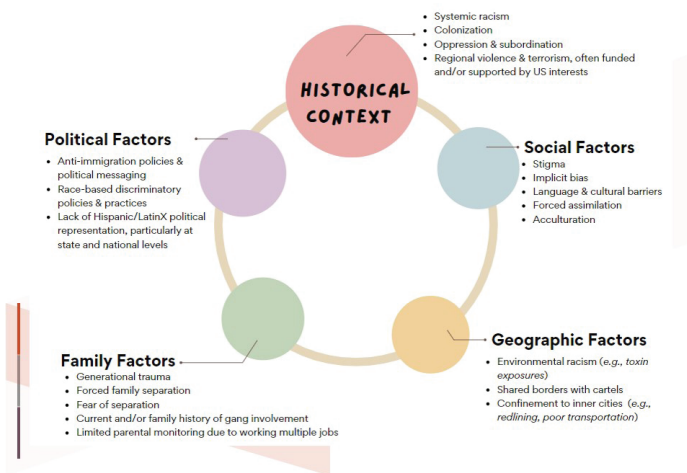 • Systemic racism
• Colonization
• Oppression & subordination
• Regional violence & terrorism, often funded
and/or supported by US interests
HISTORICAL
CONTEXT
Political Factors
• Anti-immigration policies &
political messaging
• Race-based discriminatory
policies & practices
• Lack of Hispanic/LatinX political
representation, particularly at
state and national levels
Social Factors
• Stigma
• Implicit bias
• Language & cultural barriers
• Forced assimilation
• Acculturation
Family Factors
• Generational trauma
• Forced family separation
• Fear of separation
• Current and/or family history of gang involvement
• Limited parental monitoring due to working multiple jobs
Geographic Factors
• Environmental racism (e.g., toxin
exposures)
• Shared borders with cartels
• Confinement to inner cities (e.g.,
redlining, poor transportation)